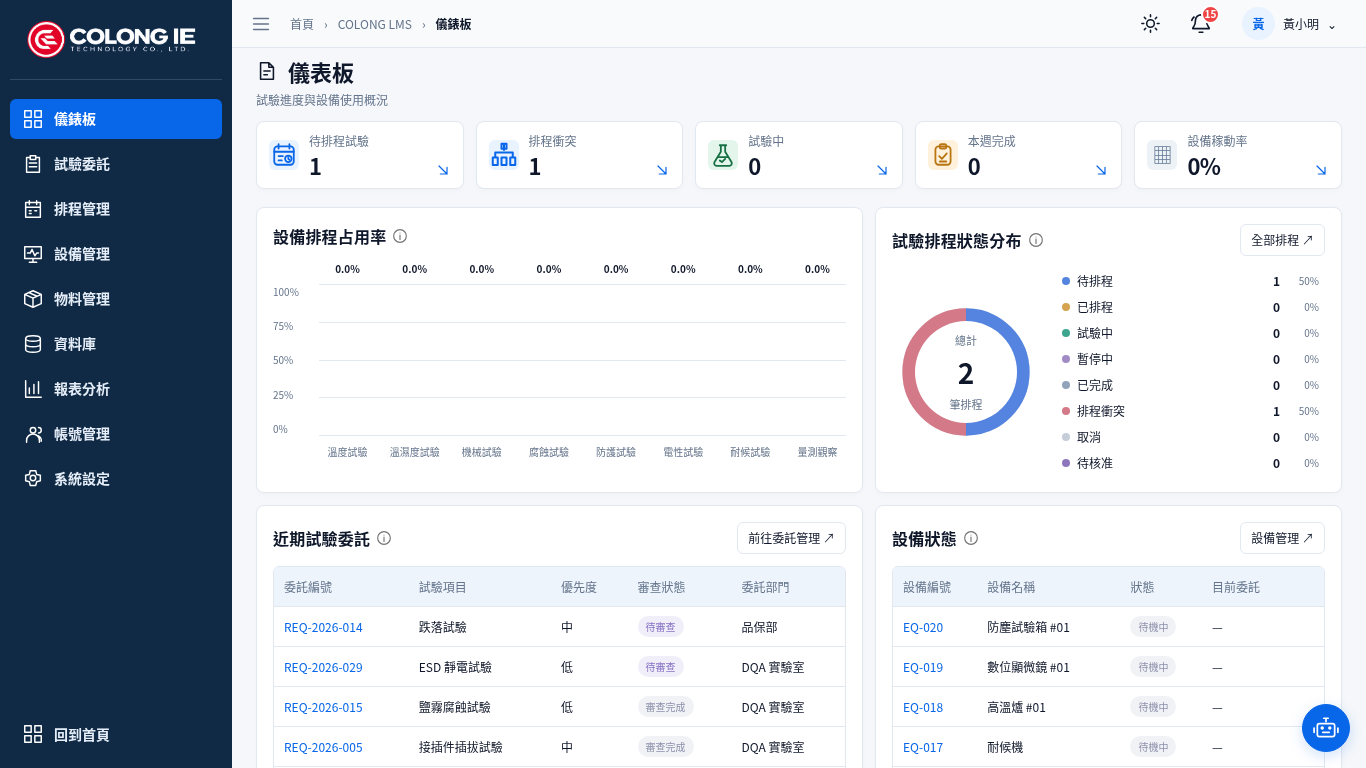 COLONG IE
TECHNOLOGY CO., LTD.
儀錶板
試驗委託
排程管理
設備管理
物料管理
資料庫
報表分析
帳號管理
系統設定
回到首頁
首頁 › COLONG LMS › 儀錶板
15
黃 黃小明
儀表板
試驗進度與設備使用概況
待排程試驗
1
排程衝突
1
試驗中
0
本週完成
0
設備稼動率
0%
設備排程占用率
0.0% 0.0% 0.0% 0.0% 0.0% 0.0% 0.0% 0.0%
100%
75%
50%
25%
0%
溫度試驗 溫濕度試驗 機械試驗 腐蝕試驗 防護試驗 電性試驗 耐候試驗 量測觀察
試驗排程狀態分布
全部排程 ↗
總計
2
筆排程
待排程 1 50%
已排程 0 0%
試驗中 0 0%
暫停中 0 0%
已完成 0 0%
排程衝突 1 50%
取消 0 0%
待核准 0 0%
近期試驗委託
前往委託管理 ↗
委託編號 試驗項目 優先度 審查狀態 委託部門
REQ-2026-014 跌落試驗 中 待審查 品保部
REQ-2026-029 ESD 靜電試驗 低 待審查 DQA 實驗室
REQ-2026-015 鹽霧腐蝕試驗 低 審查完成 DQA 實驗室
REQ-2026-005 接插件插拔試驗 中 審查完成 DQA 實驗室
設備狀態
設備管理 ↗
設備編號 設備名稱 狀態 目前委託
EQ-020 防塵試驗箱 #01 待機中 —
EQ-019 數位顯微鏡 #01 待機中 —
EQ-018 高溫爐 #01 待機中 —
EQ-017 耐候機 待機中 —